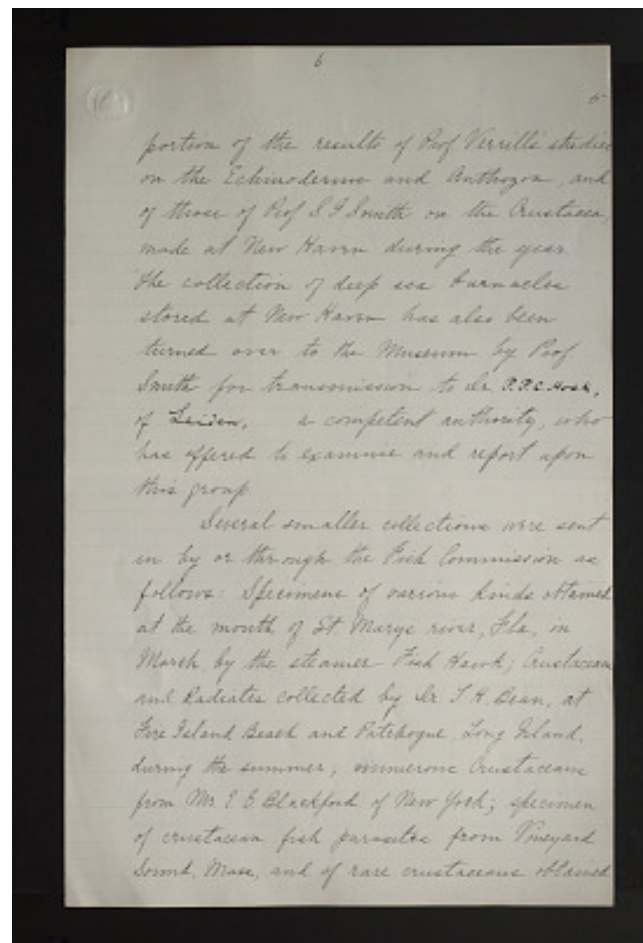 6
5
portion of the results of Prof Verrills studies
on the Echinoderms and Anthozoa, and
of those of Prof S I Smith on the Crustacea,
made at New Haven during the year.
The collection of deep sea barnacles
stored at New Haven has also been
turned over to the Museum by Prof
Smith for transmission to Dr P.P.C. Hoek,
of Leiden, a competent authority, who
has offered to examine and report upon
this group.
Several smaller collections were sent
in by or through the Fish Commission as
follows: Specimens of various kinds obtained
at the mouth of St. Marys river, Fla, in
March by the steamer Fish Hawk; Crustaceans
and Radiates collected by Dr T. H. Bean, at
Fire Island Beach and Patchogue Long Island,
during the summer; numerous Crustaceans
from Mr E G Blackford of New York; specimen
of crustacean fish parasites from Vineyard
Sound, Mass, and of rare crustaceans obtained